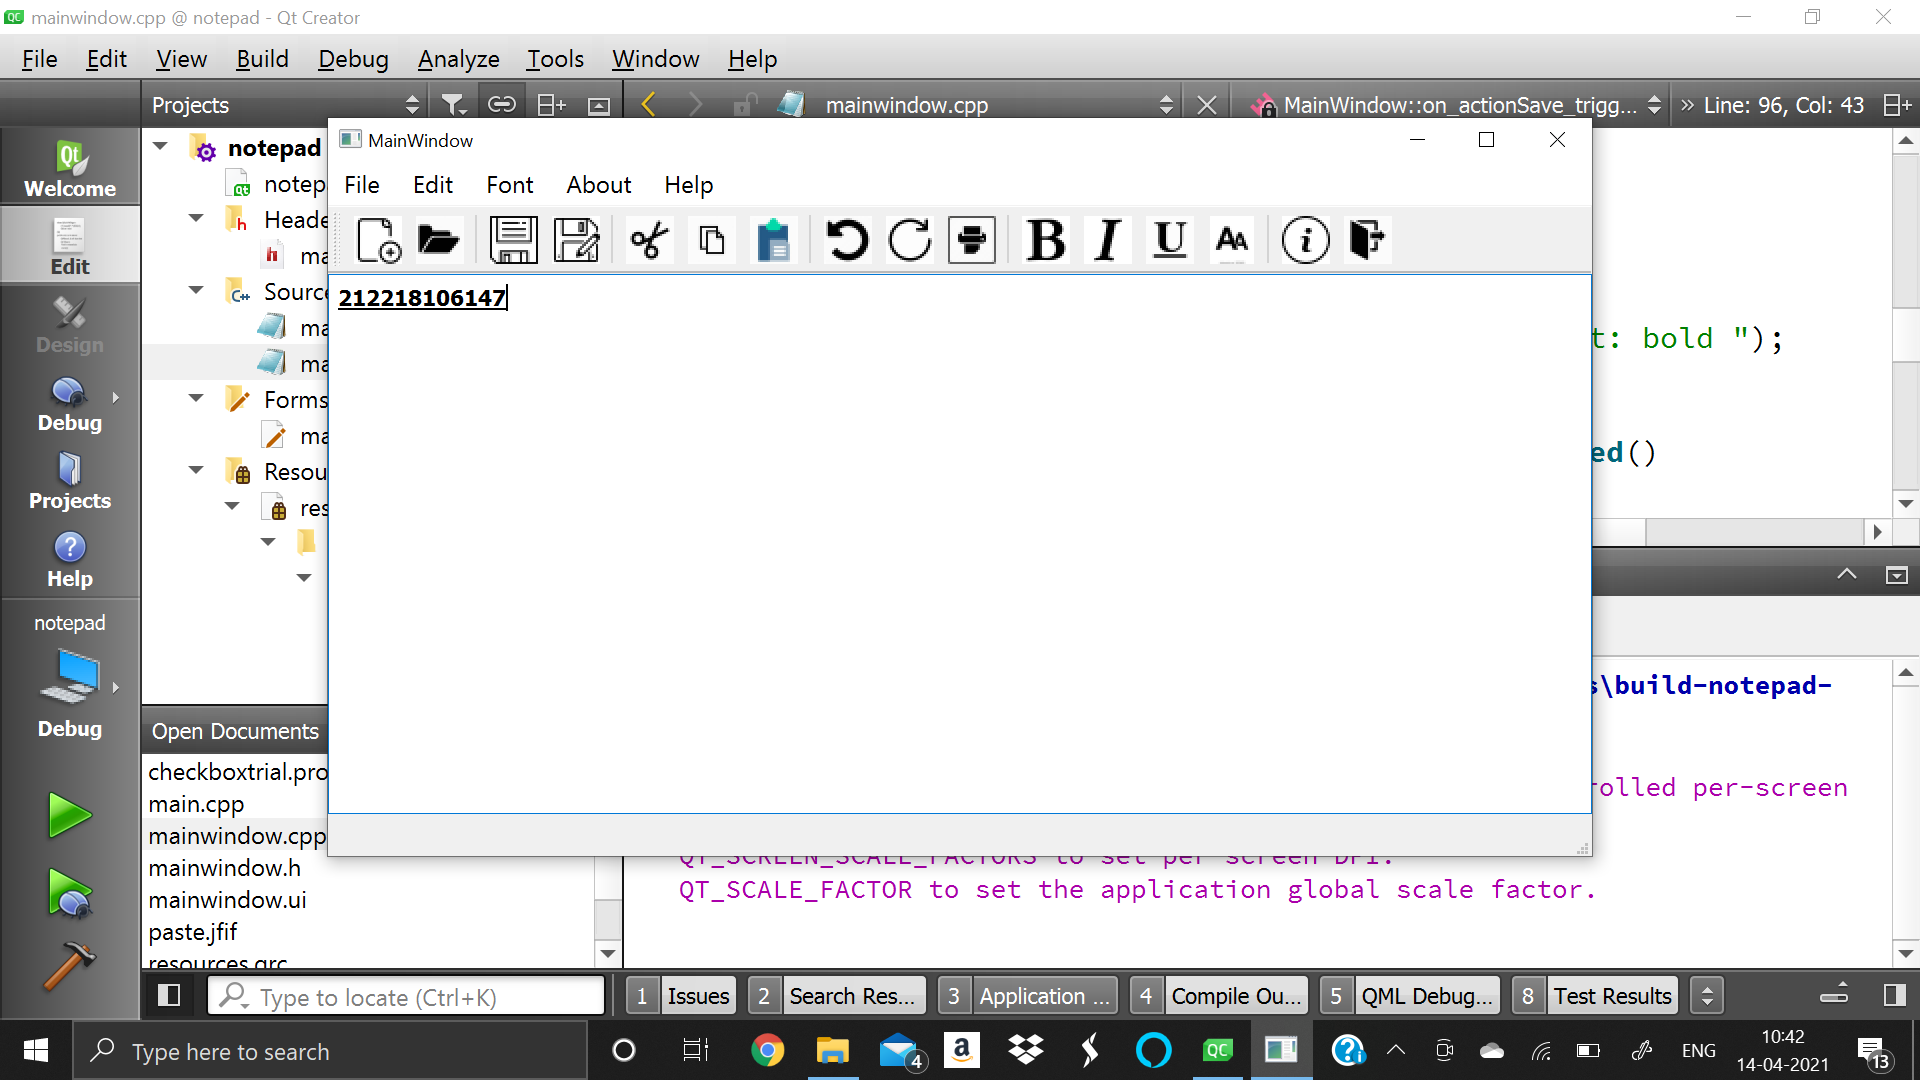 mainwindow.cpp @ notepad - Qt Creator
File Edit View Build Debug Analyze Tools Window Help
Projects
mainwindow.cpp
MainWindow::on_actionSave_trigg...
» Line: 96, Col: 43
Welcome
Edit
Design
Debug
Projects
Help
notepad
Debug
notepad
notep
Heade
ma
Source
ma
ma
Forms
ma
Resou
res
MainWindow
File Edit Font About Help
212218106147
t: bold ");
ed()
s\build-notepad-
rolled per-screen
QT_SCREEN_SCALE_FACTORS to set per screen DPI.
QT_SCALE_FACTOR to set the application global scale factor.
Open Documents
checkboxtrial.pro
main.cpp
mainwindow.cpp
mainwindow.h
mainwindow.ui
paste.jfif
resources.qrc
Type to locate (Ctrl+K)
1 Issues
2 Search Res...
3 Application ...
4 Compile Ou...
5 QML Debug...
8 Test Results
Type here to search
4
ENG
10:42
14-04-2021
13